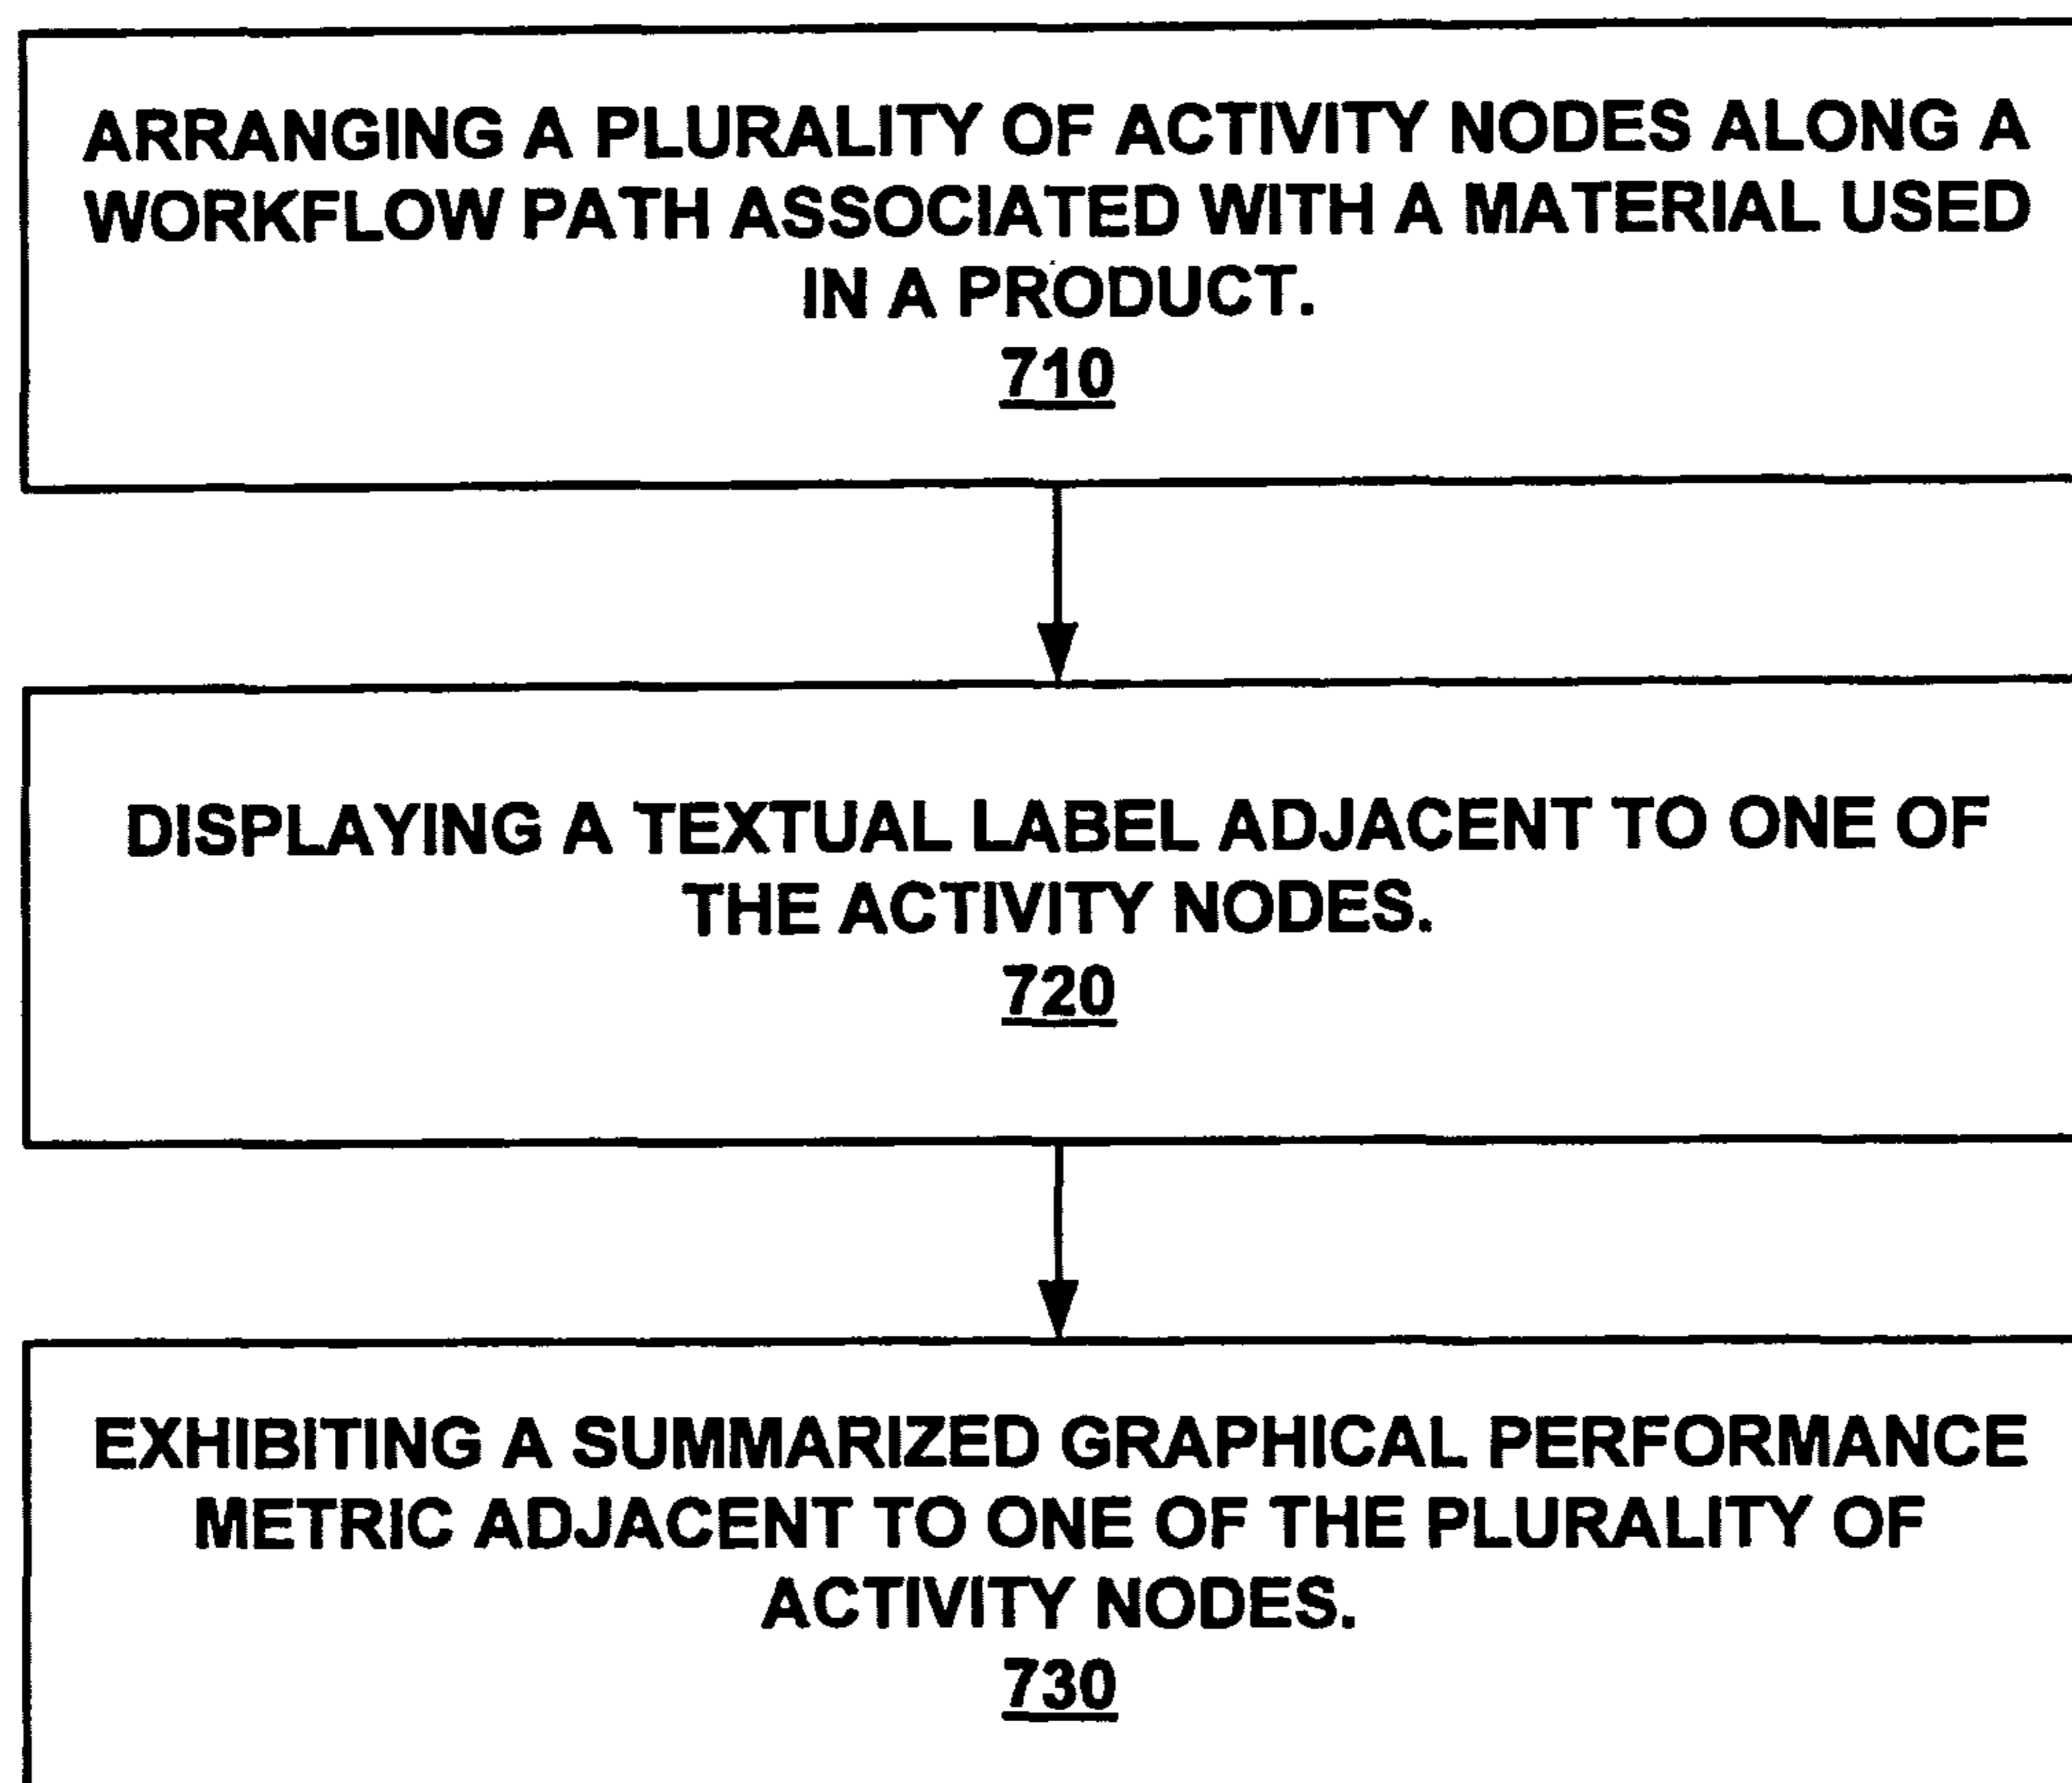 ARRANGING A PLURALITY OF ACTIVITY NODES ALONG A
WORKFLOW PATH ASSOCIATED WITH A MATERIAL USED
IN A PRODUCT.
710
DISPLAYING A TEXTUAL LABEL ADJACENT TO ONE OF
THE ACTIVITY NODES.
720
EXHIBITING A SUMMARIZED GRAPHICAL PERFORMANCE
METRIC ADJACENT TO ONE OF THE PLURALITY OF
ACTIVITY NODES.
730